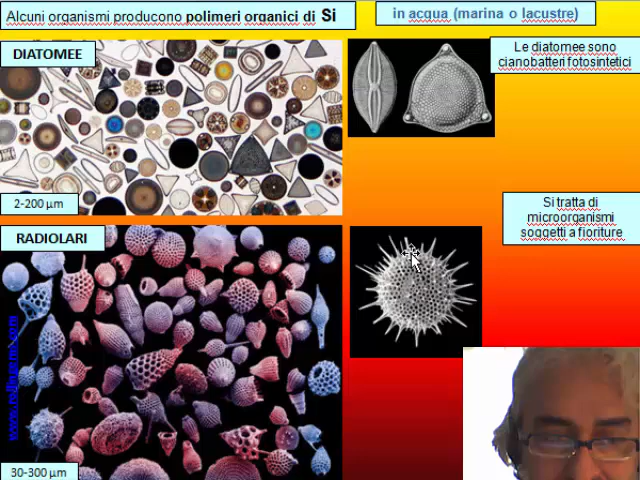 Alcuni organismi producono polimeri organici di Si
in acqua (marina o lacustre)
DIATOMEE
Le diatomee sono
cianobatteri fotosintetici
2-200 µm
Si tratta di
microorganismi
soggetti a fioriture
RADIOLARI
30-300 µm